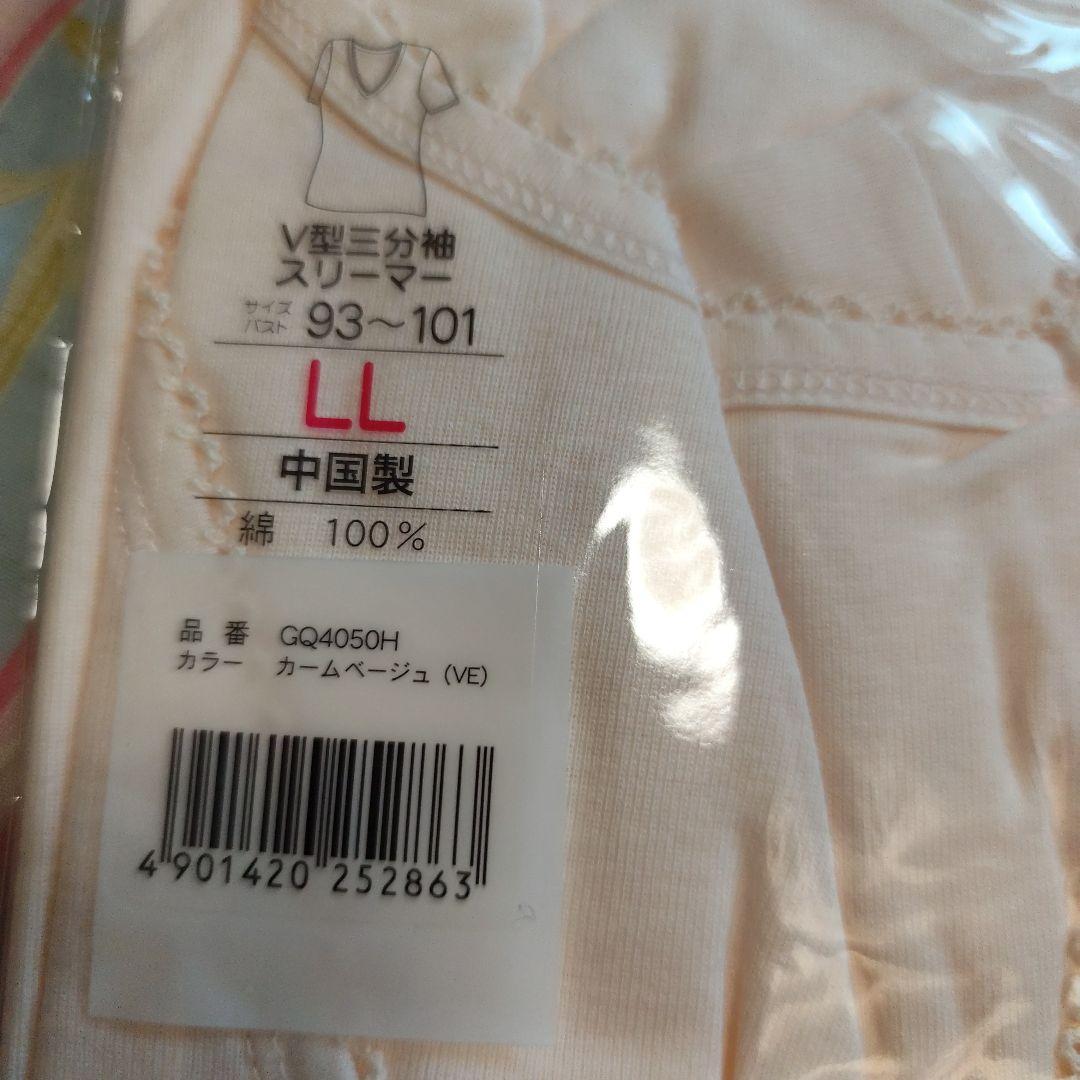 V型三分袖
スリーマー
サイズ
バスト 93～101
LL
中国製
綿 100%
品番 GQ4050H
カラー カームベージュ (VE)
4901420252863